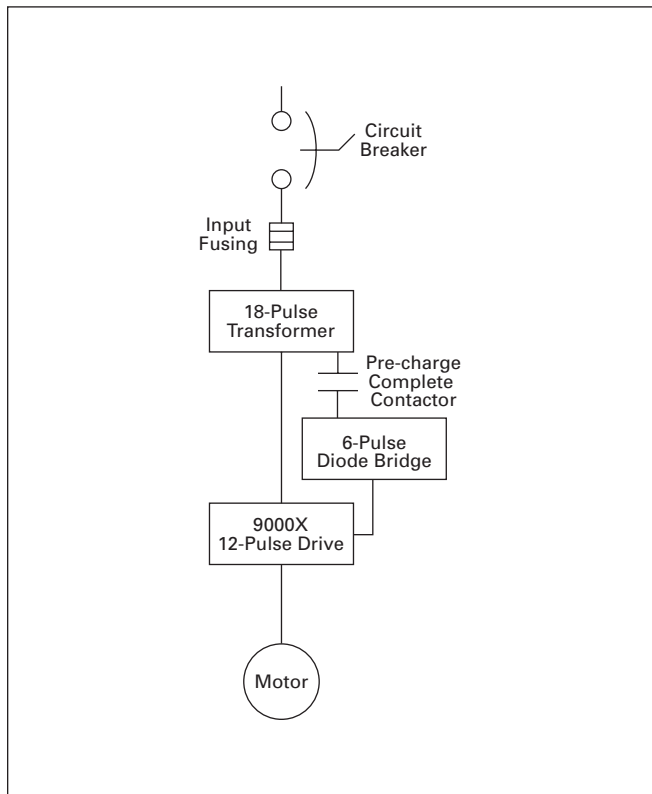 Circuit
Breaker
Input
Fusing
18-Pulse
Transformer
Pre-charge
Complete
Contactor
6-Pulse
Diode Bridge
9000X
12-Pulse Drive
Motor